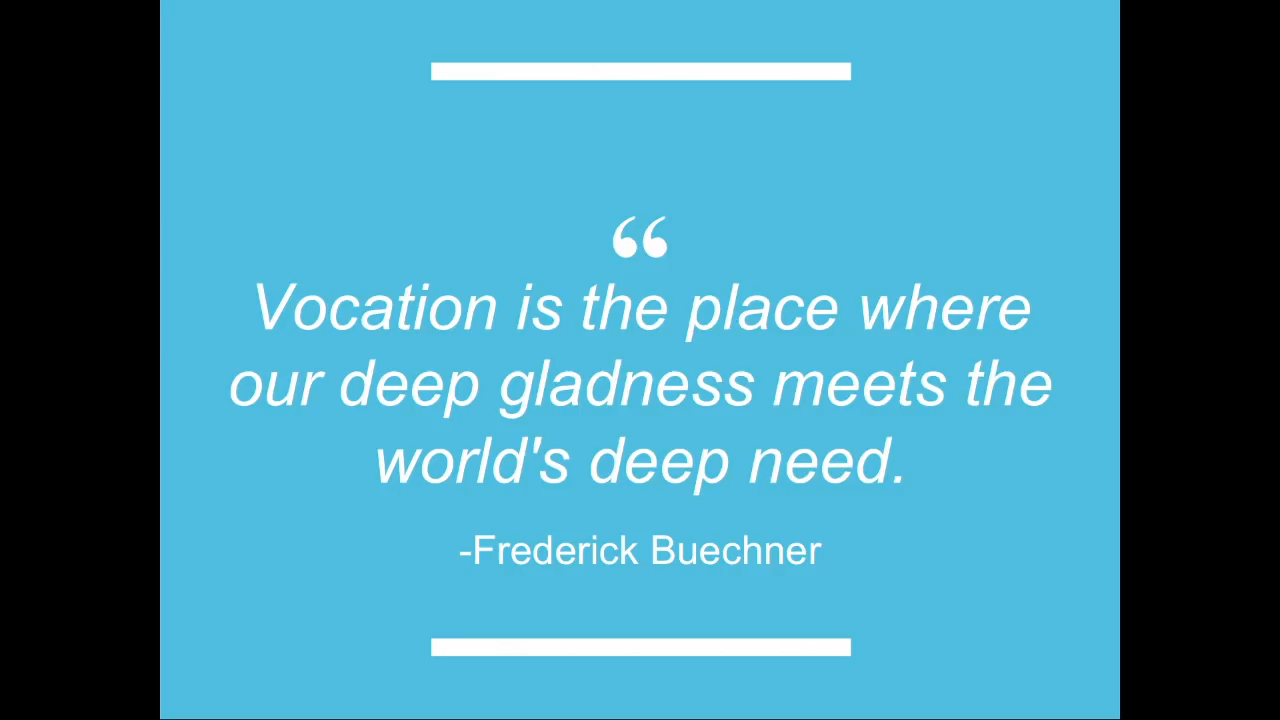 “
Vocation is the place where
our deep gladness meets the
world's deep need.
-Frederick Buechner